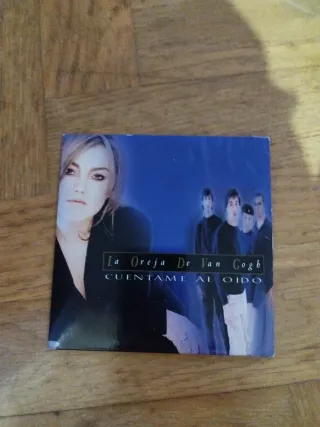 La Oreja De Van Gogh
CUENTAME AL OIDO